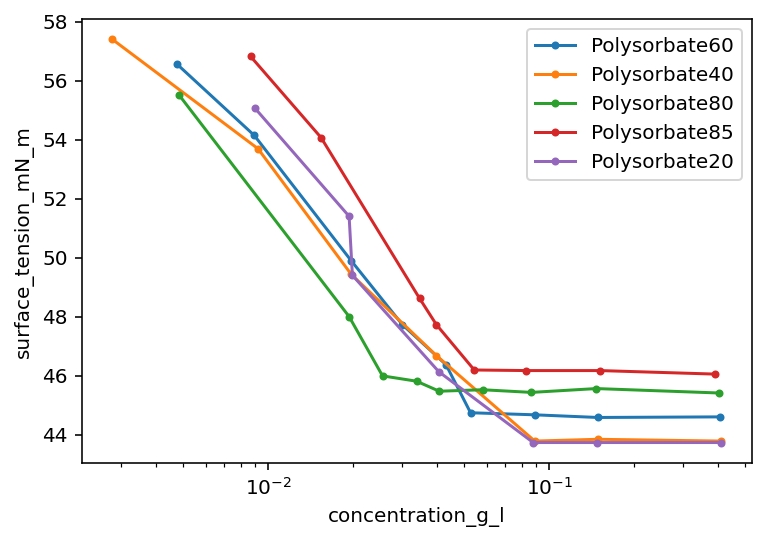 58
56
54
52
50
48
46
44
surface_tension_mN_m
10⁻²
10⁻¹
concentration_g_l
Polysorbate60
Polysorbate40
Polysorbate80
Polysorbate85
Polysorbate20